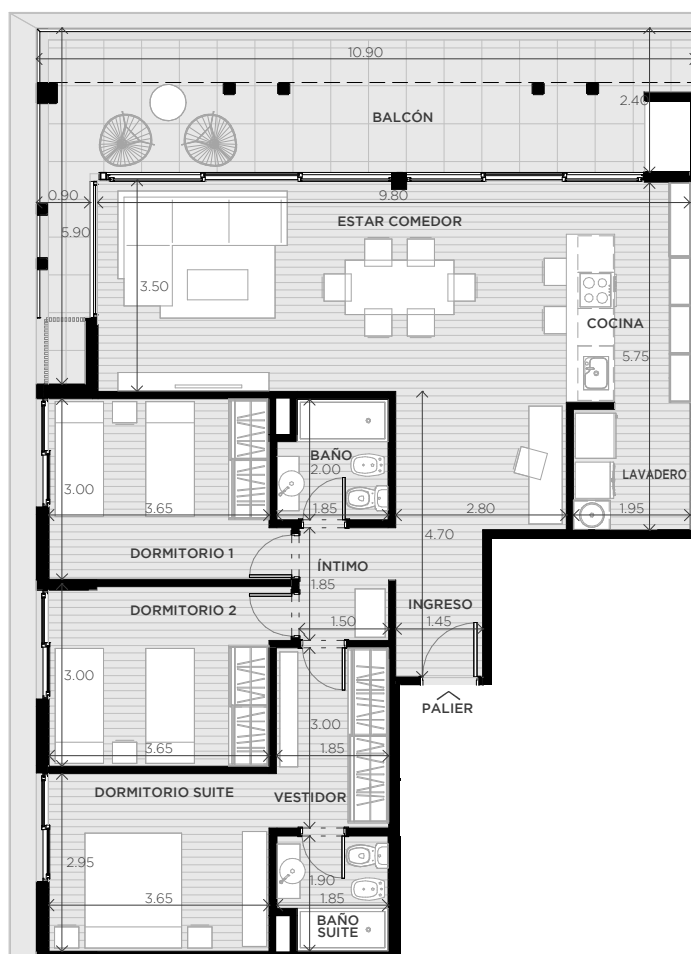 10.90
2.40
BALCÓN
0.90
9.80
ESTAR COMEDOR
5.90
3.50
COCINA
5.75
BAÑO
2.00
LAVADERO
3.00
3.65
1.85
2.80
1.95
4.70
DORMITORIO 1
ÍNTIMO
1.85
DORMITORIO 2
INGRESO
1.50
1.45
3.00
PALIER
3.00
3.65
1.85
DORMITORIO SUITE
VESTIDOR
2.95
1.90
3.65
1.85
BAÑO
SUITE